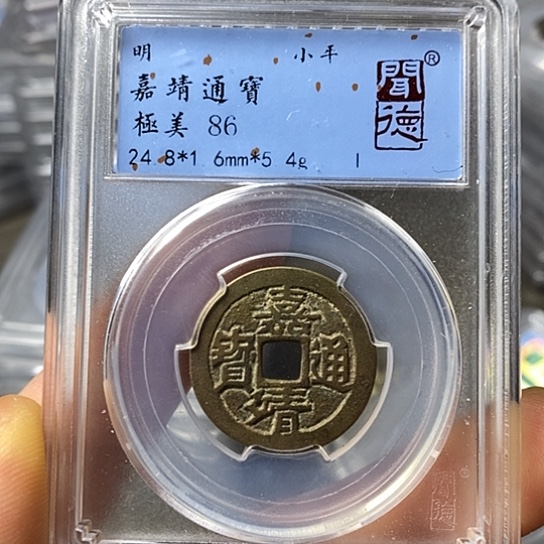 明 小平
嘉靖通寶
極美 86
24.8*1.6mm*5.4g
聞德®
嘉靖通寶